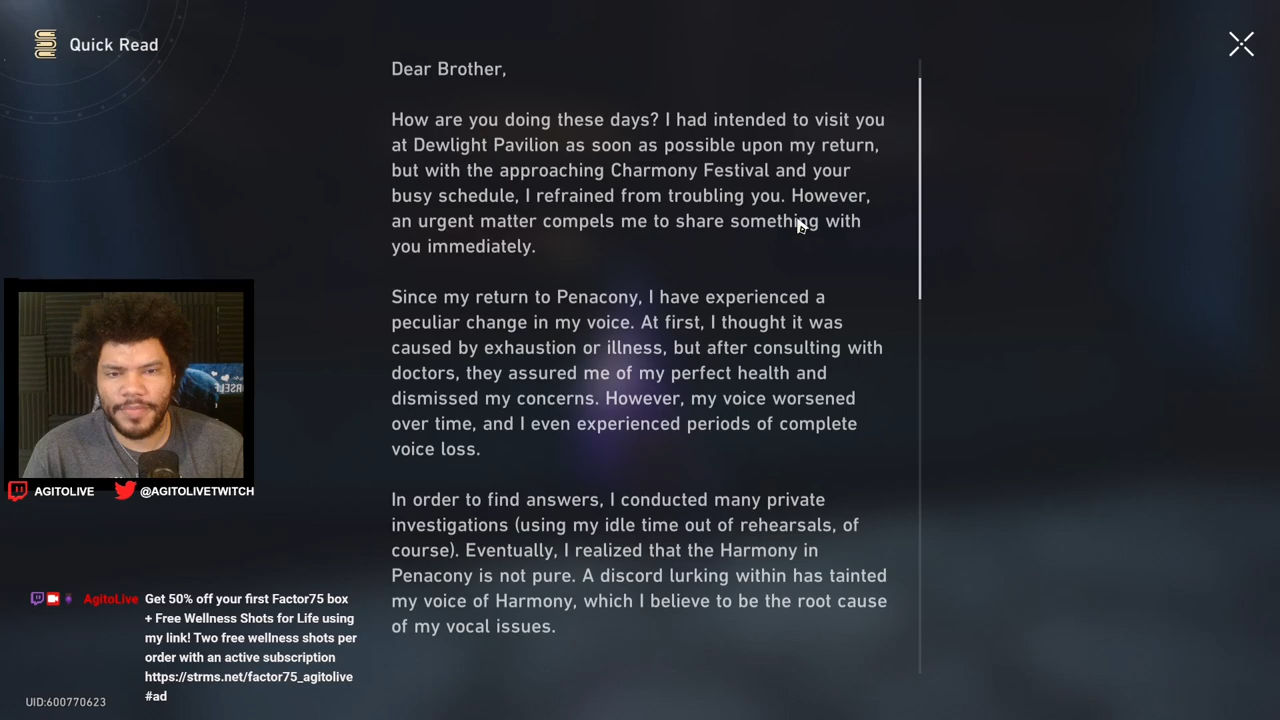 Quick Read
Dear Brother,
How are you doing these days? I had intended to visit you
at Dewlight Pavilion as soon as possible upon my return,
but with the approaching Charmony Festival and your
busy schedule, I refrained from troubling you. However,
an urgent matter compels me to share something with
you immediately.
Since my return to Penacony, I have experienced a
peculiar change in my voice. At first, I thought it was
caused by exhaustion or illness, but after consulting with
doctors, they assured me of my perfect health and
dismissed my concerns. However, my voice worsened
over time, and I even experienced periods of complete
voice loss.
In order to find answers, I conducted many private
investigations (using my idle time out of rehearsals, of
course). Eventually, I realized that the Harmony in
Penacony is not pure. A discord lurking within has tainted
my voice of Harmony, which I believe to be the root cause
of my vocal issues.
AGITOLIVE
@AGITOLIVETWITCH
AgitoLive Get 50% off your first Factor75 box
+ Free Wellness Shots for Life using
my link! Two free wellness shots per
order with an active subscription
https://strms.net/factor75_agitolive
#ad
UID:600770623